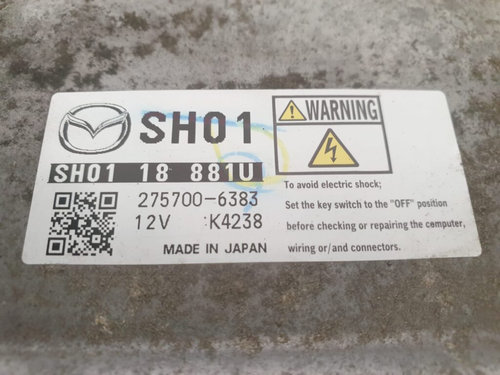 SH01
SH01 18 881U
275700-6383
12V K4238
MADE IN JAPAN
WARNING
To avoid electric shock;
Set the key switch to the "OFF" position
before checking or repairing the computer,
wiring or/and connectors.